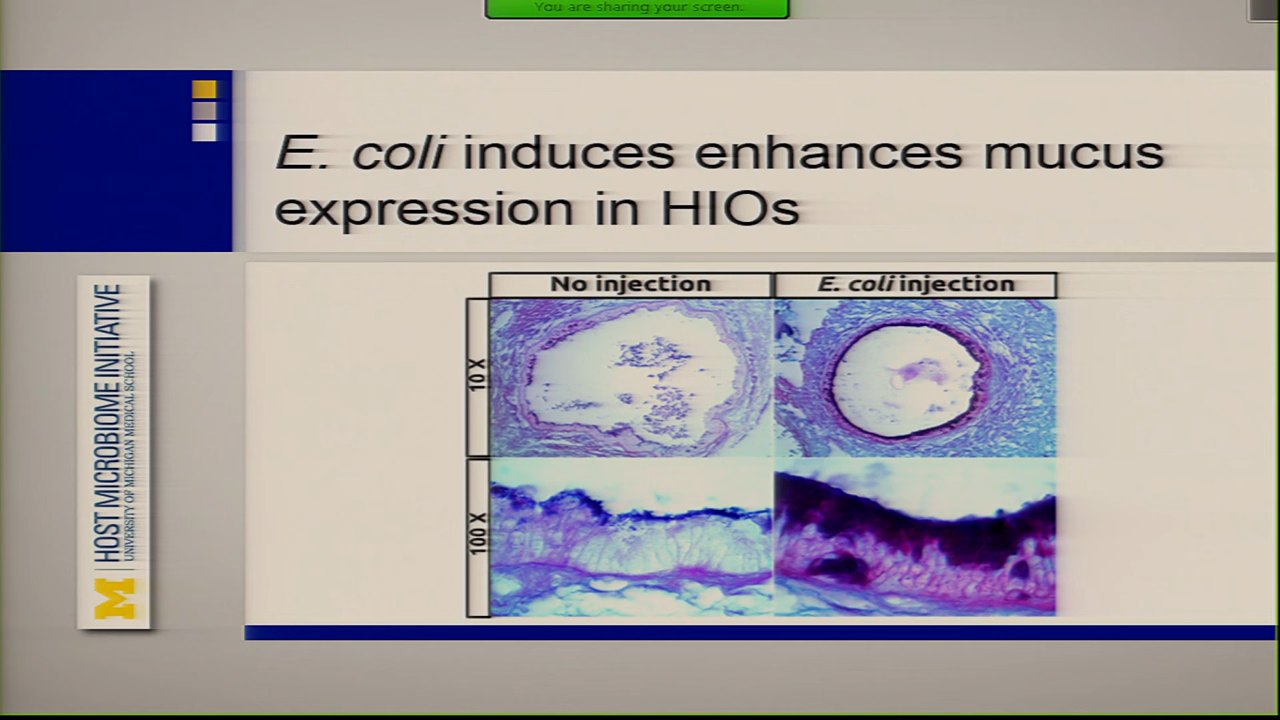 You are sharing your screen.
E. coli induces enhances mucus
expression in HIOs
No injection
E. coli injection
10 X
100 X
HOST MICROBIOME INITIATIVE
UNIVERSITY OF MICHIGAN MEDICAL SCHOOL
M